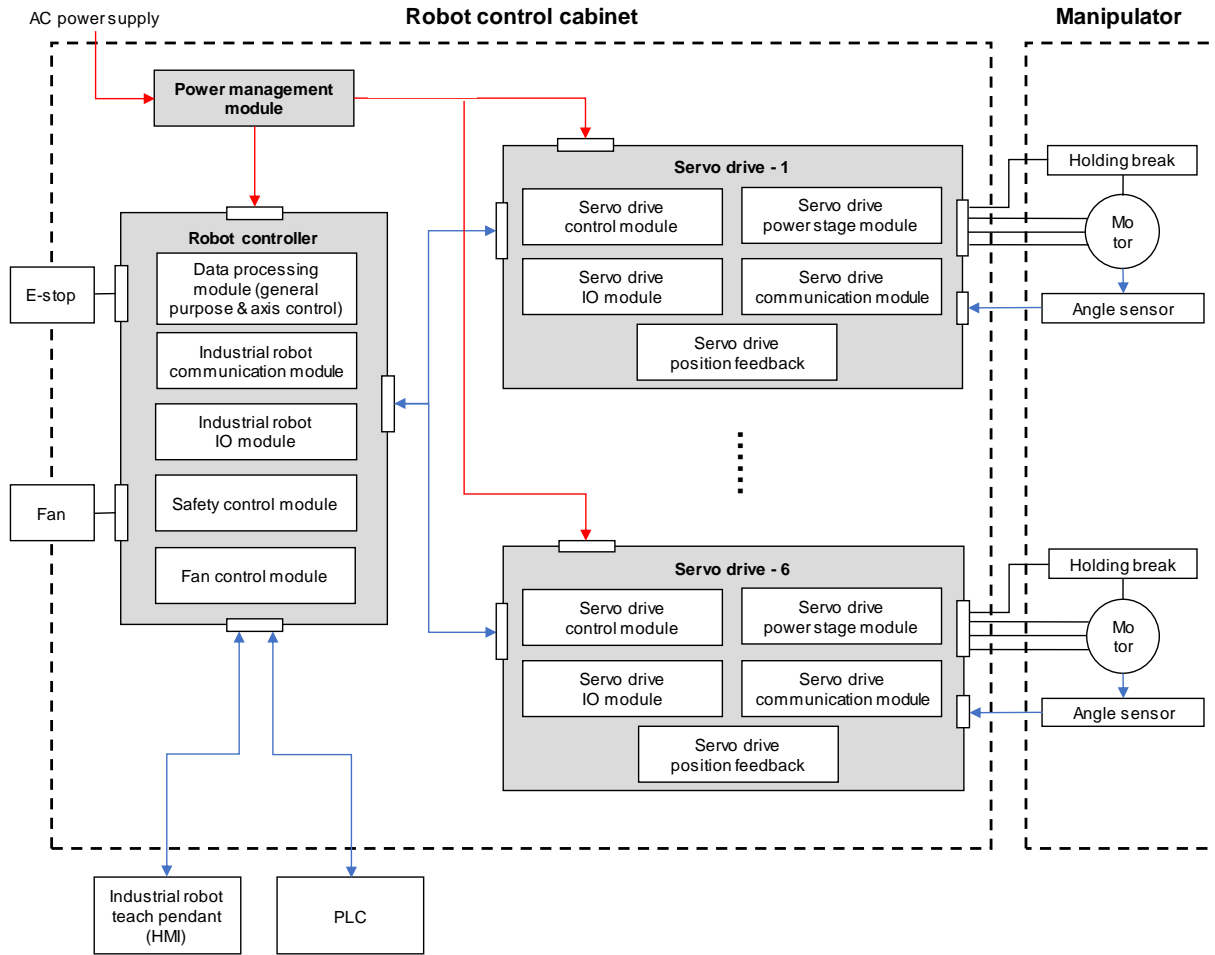 Robot control cabinet
Manipulator
AC power supply
Power management
module
Robot controller
Data processing
module (general
purpose & axis control)
Industrial robot
communication module
Industrial robot
IO module
Safety control module
Fan control module
E-stop
Fan
Servo drive - 1
Servo drive
control module
Servo drive
power stage module
Servo drive
IO module
Servo drive
communication module
Servo drive
position feedback
Holding break
Mo
tor
Angle sensor
Servo drive - 6
Servo drive
control module
Servo drive
power stage module
Servo drive
IO module
Servo drive
communication module
Servo drive
position feedback
Holding break
Mo
tor
Angle sensor
Industrial robot
teach pendant
(HMI)
PLC